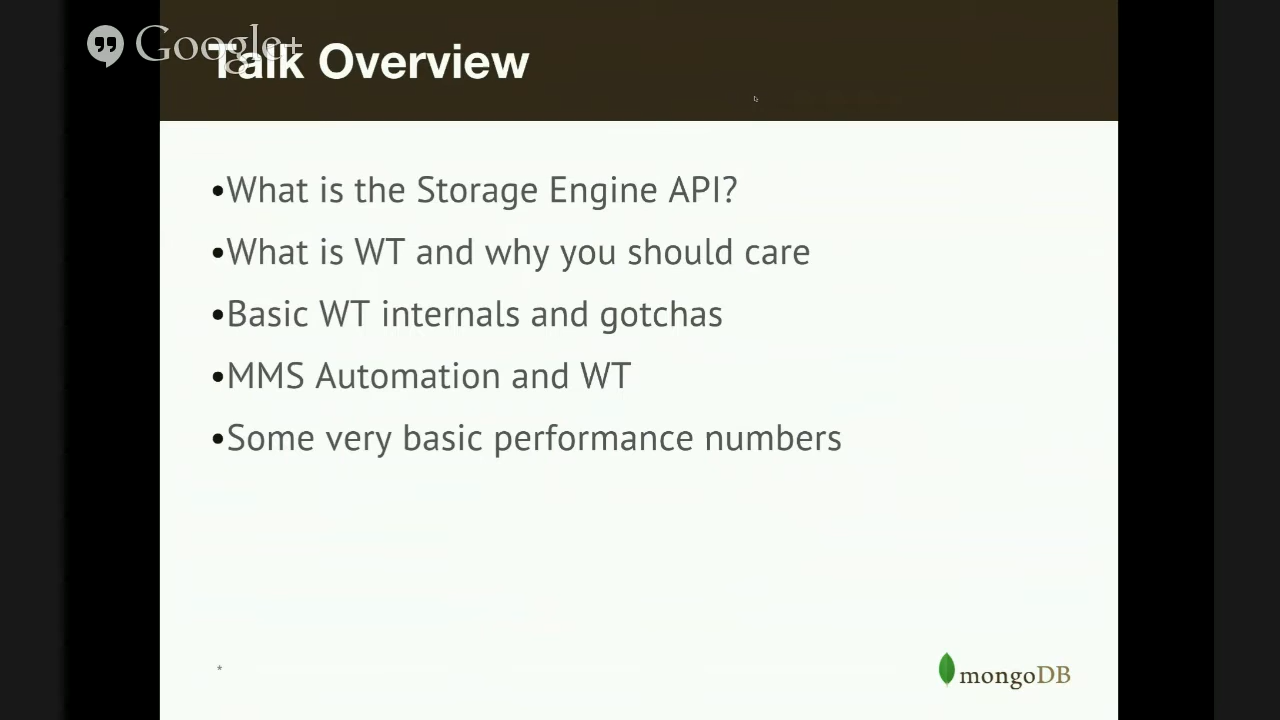 Google+
Talk Overview
•What is the Storage Engine API?
•What is WT and why you should care
•Basic WT internals and gotchas
•MMS Automation and WT
•Some very basic performance numbers
*
mongoDB